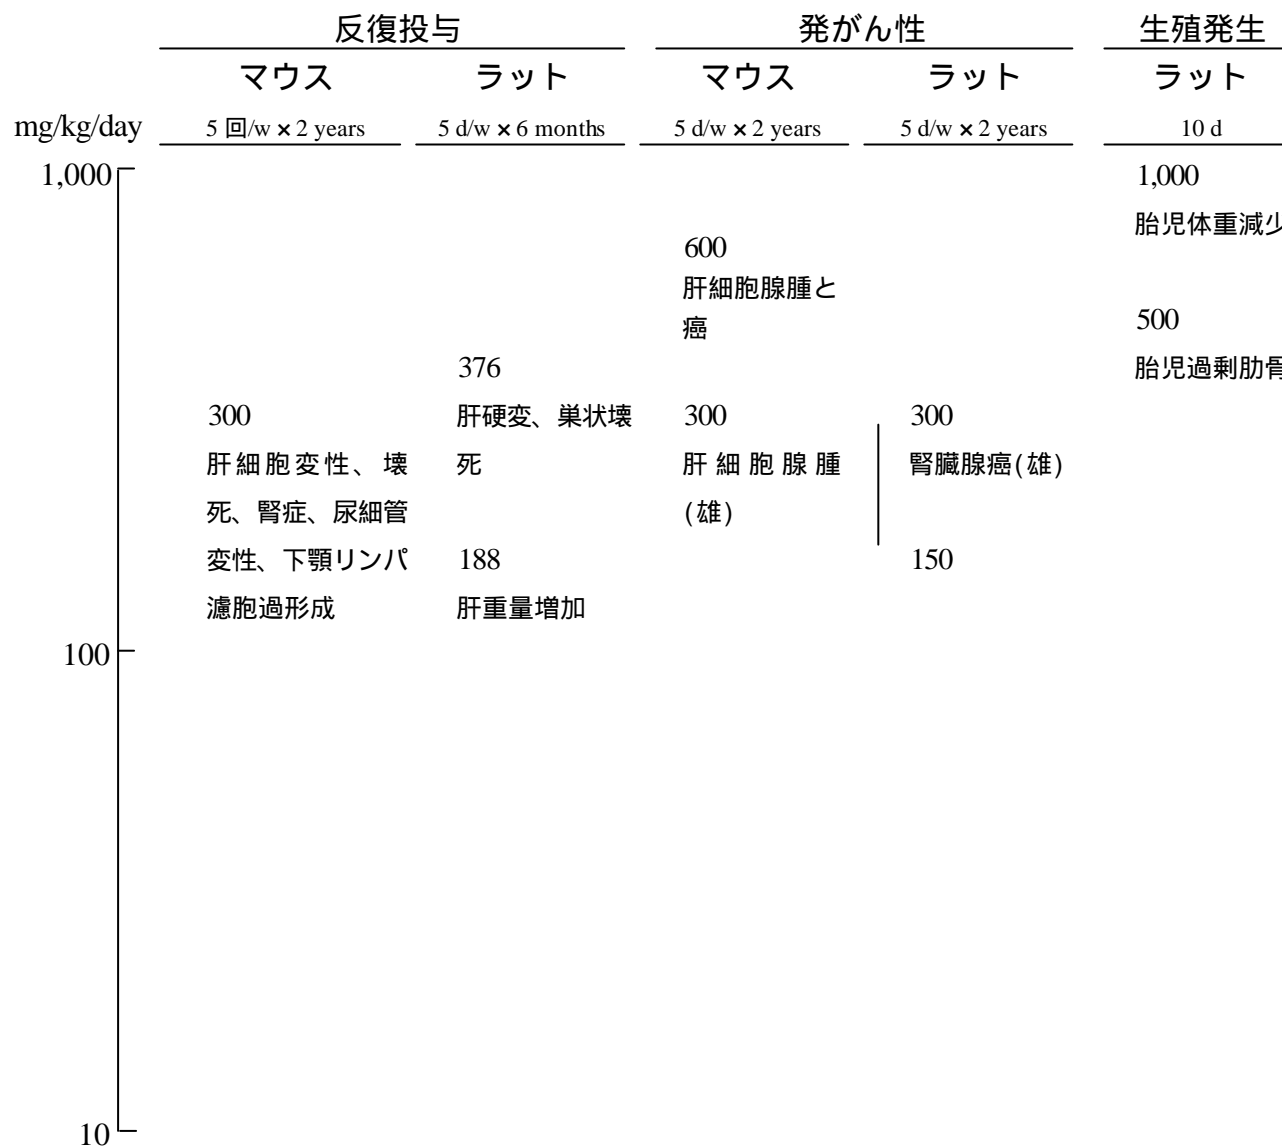 反復投与 発がん性 生殖発生
マウス ラット マウス ラット ラット
mg/kg/day 5 回/w × 2 years 5 d/w × 6 months 5 d/w × 2 years 5 d/w × 2 years 10 d
1,000
300
肝細胞変性、壊
死、腎症、尿細管
変性、下顎リンパ
濾胞過形成
376
肝硬変、巣状壊
死
188
肝重量増加
600
肝細胞腺腫と
癌
300
肝細胞腺腫
(雄)
300
腎臓腺癌(雄)
150
1,000
胎児体重減少
500
胎児過剰肋骨
100
10